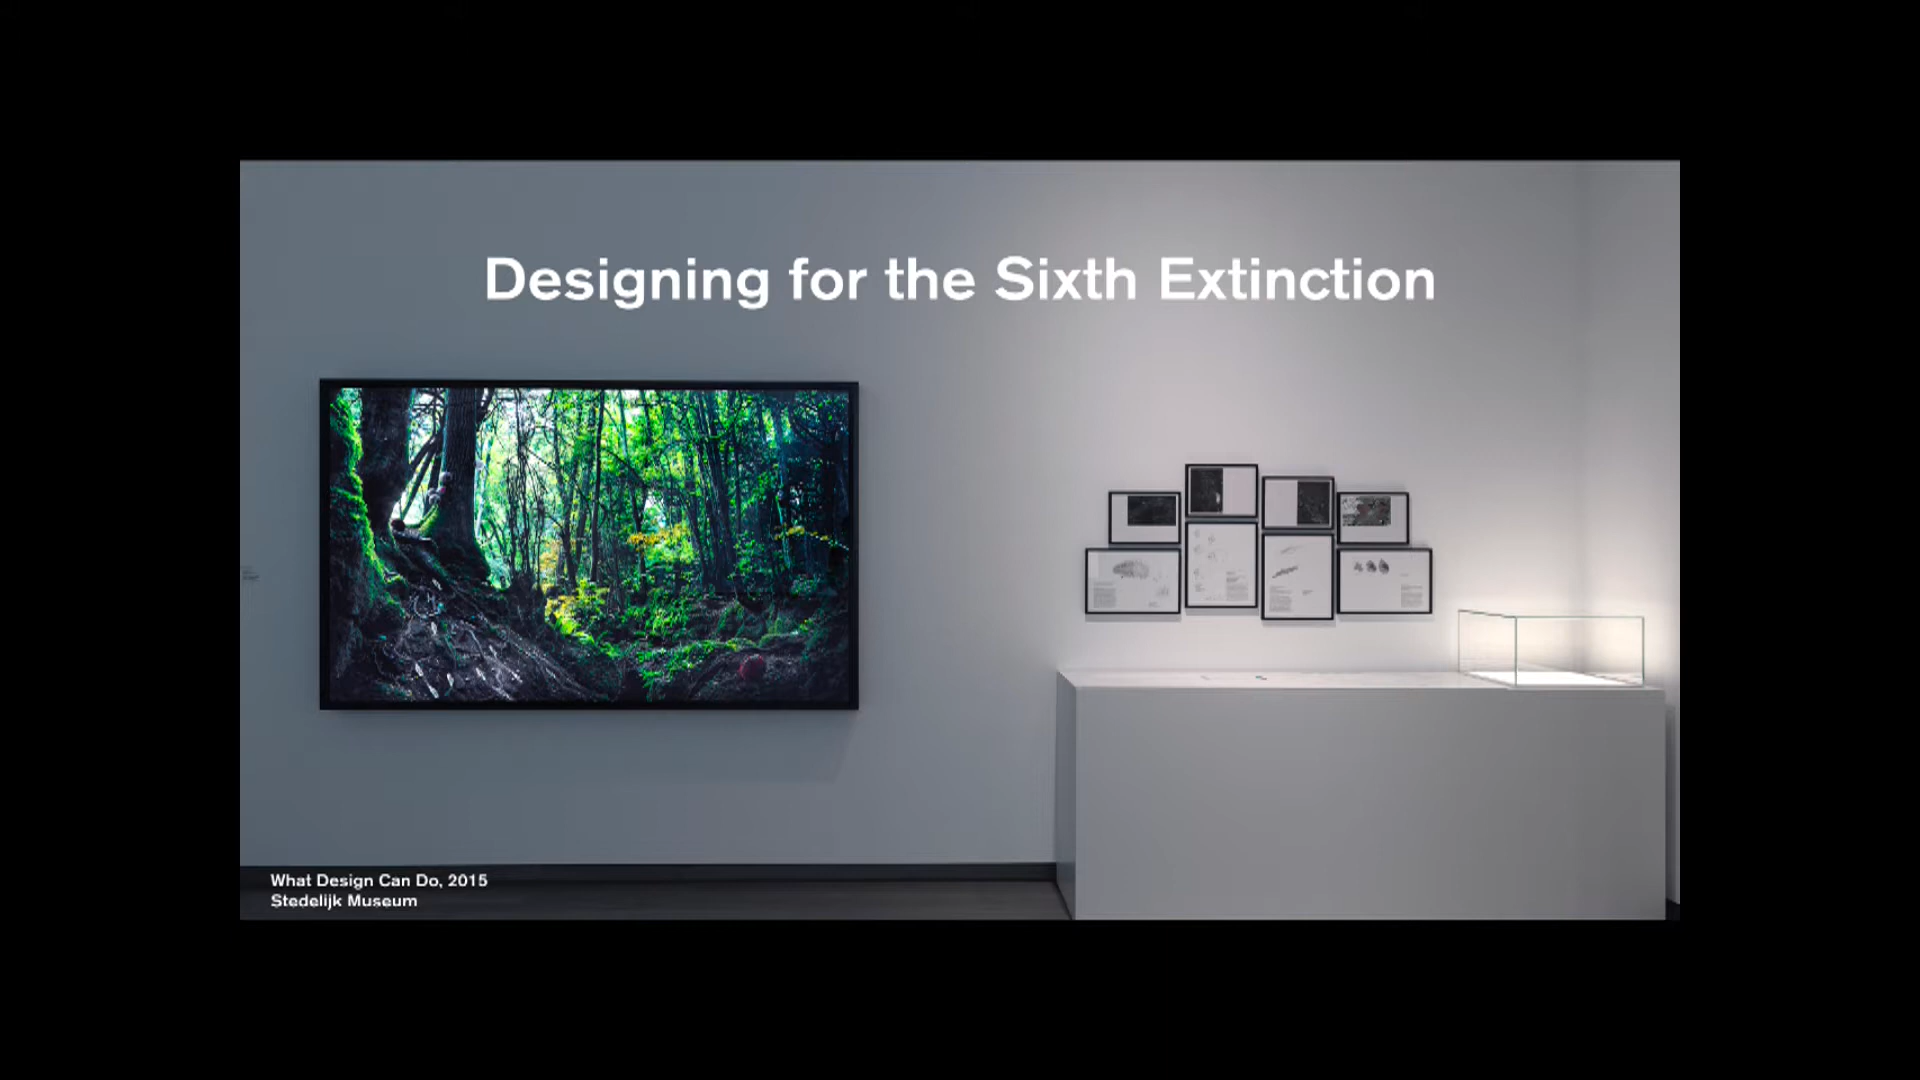 Designing for the Sixth Extinction
What Design Can Do, 2015
Stedelijk Museum